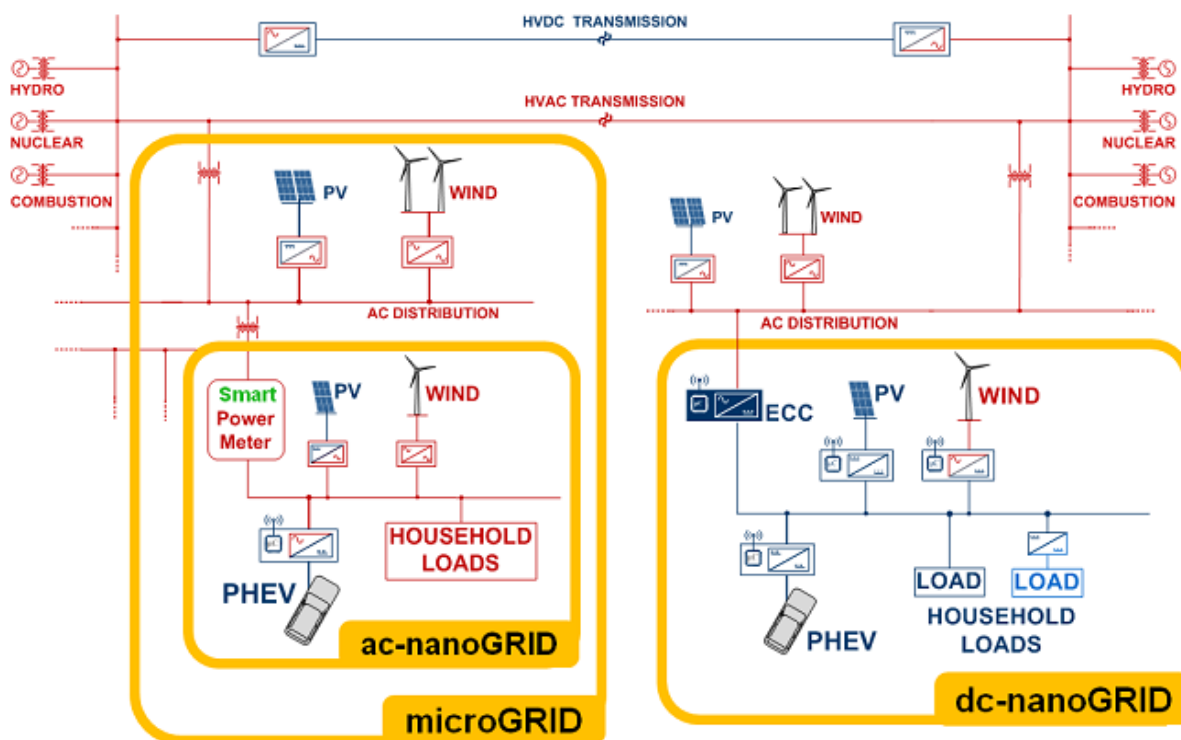 HVDC TRANSMISSION
HYDRO
HYDRO
HVAC TRANSMISSION
NUCLEAR
NUCLEAR
COMBUSTION
COMBUSTION
PV
WIND
PV
WIND
AC DISTRIBUTION
AC DISTRIBUTION
Smart
Power
Meter
PV
WIND
ECC
PV
WIND
HOUSEHOLD
LOADS
PHEV
LOAD
LOAD
HOUSEHOLD
LOADS
PHEV
ac-nanoGRID
microGRID
dc-nanoGRID